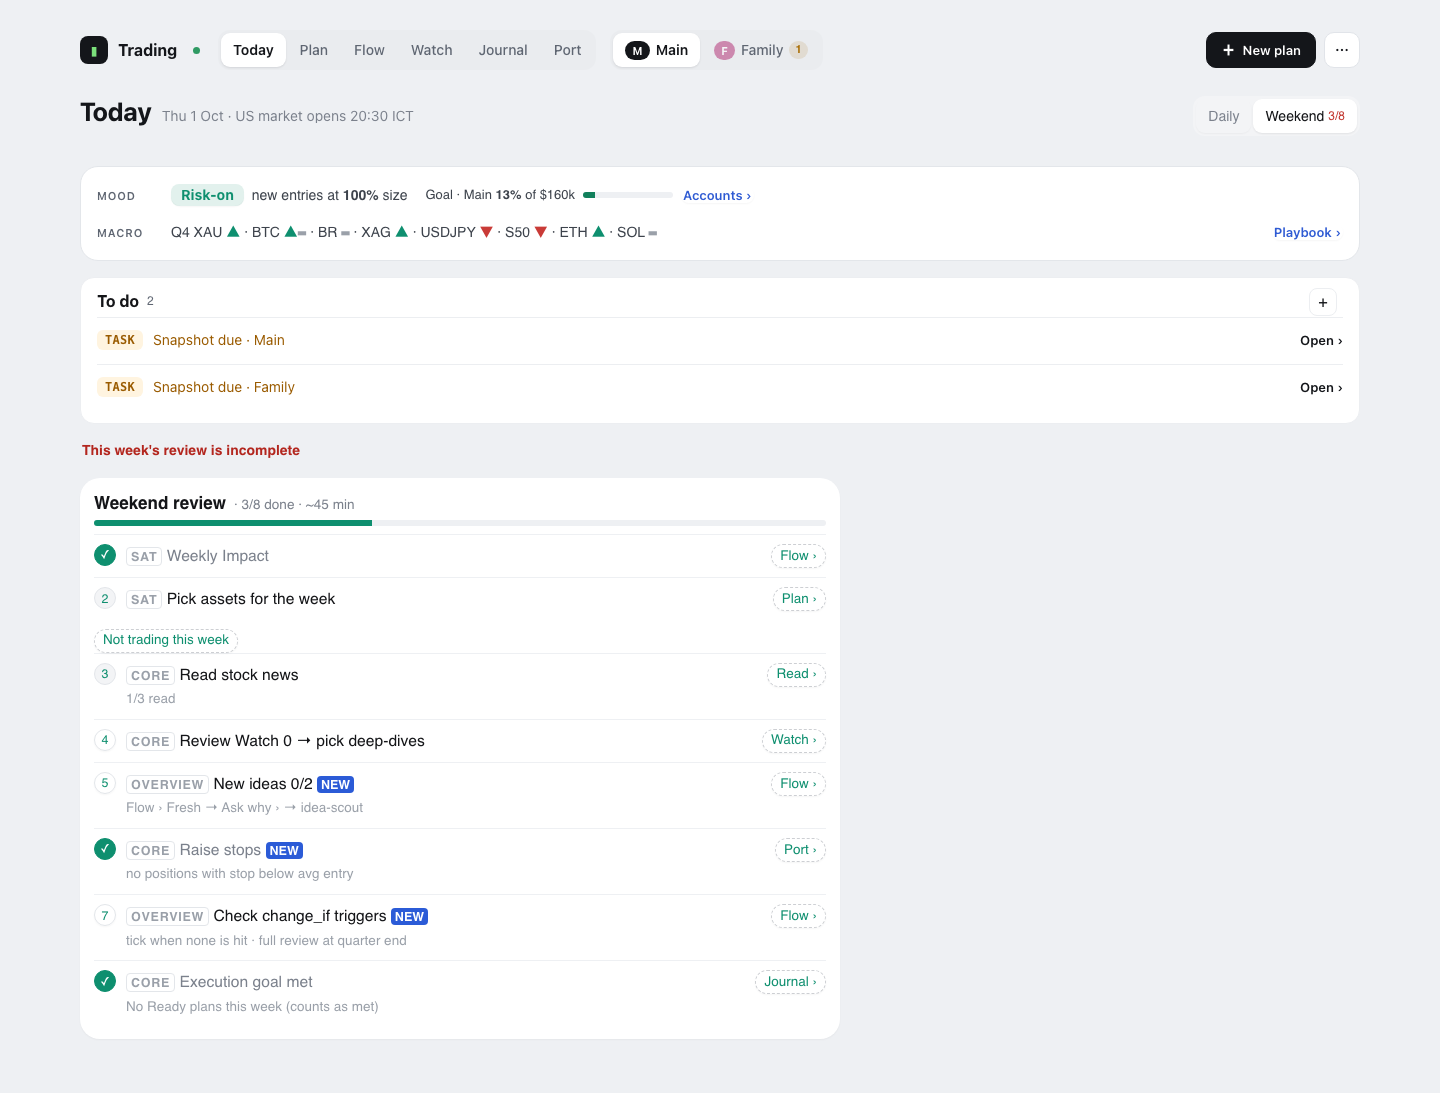 Trading Today Plan Flow Watch Journal Port M Main F Family 1 + New plan ...
Today Thu 1 Oct · US market opens 20:30 ICT Daily Weekend 3/8
MOOD Risk-on new entries at 100% size Goal · Main 13% of $160k Accounts ›
MACRO Q4 XAU ▲ · BTC ▲▬ · BR ▬ · XAG ▲ · USDJPY ▼ · S50 ▼ · ETH ▲ · SOL ▬ Playbook ›
To do 2 +
TASK Snapshot due · Main Open ›
TASK Snapshot due · Family Open ›
This week's review is incomplete
Weekend review · 3/8 done · ~45 min
✓ SAT Weekly Impact Flow ›
2 SAT Pick assets for the week Plan ›
Not trading this week
3 CORE Read stock news Read ›
1/3 read
4 CORE Review Watch 0 → pick deep-dives Watch ›
5 OVERVIEW New ideas 0/2 NEW Flow ›
Flow › Fresh → Ask why › → idea-scout
✓ CORE Raise stops NEW Port ›
no positions with stop below avg entry
7 OVERVIEW Check change_if triggers NEW Flow ›
tick when none is hit · full review at quarter end
✓ CORE Execution goal met Journal ›
No Ready plans this week (counts as met)